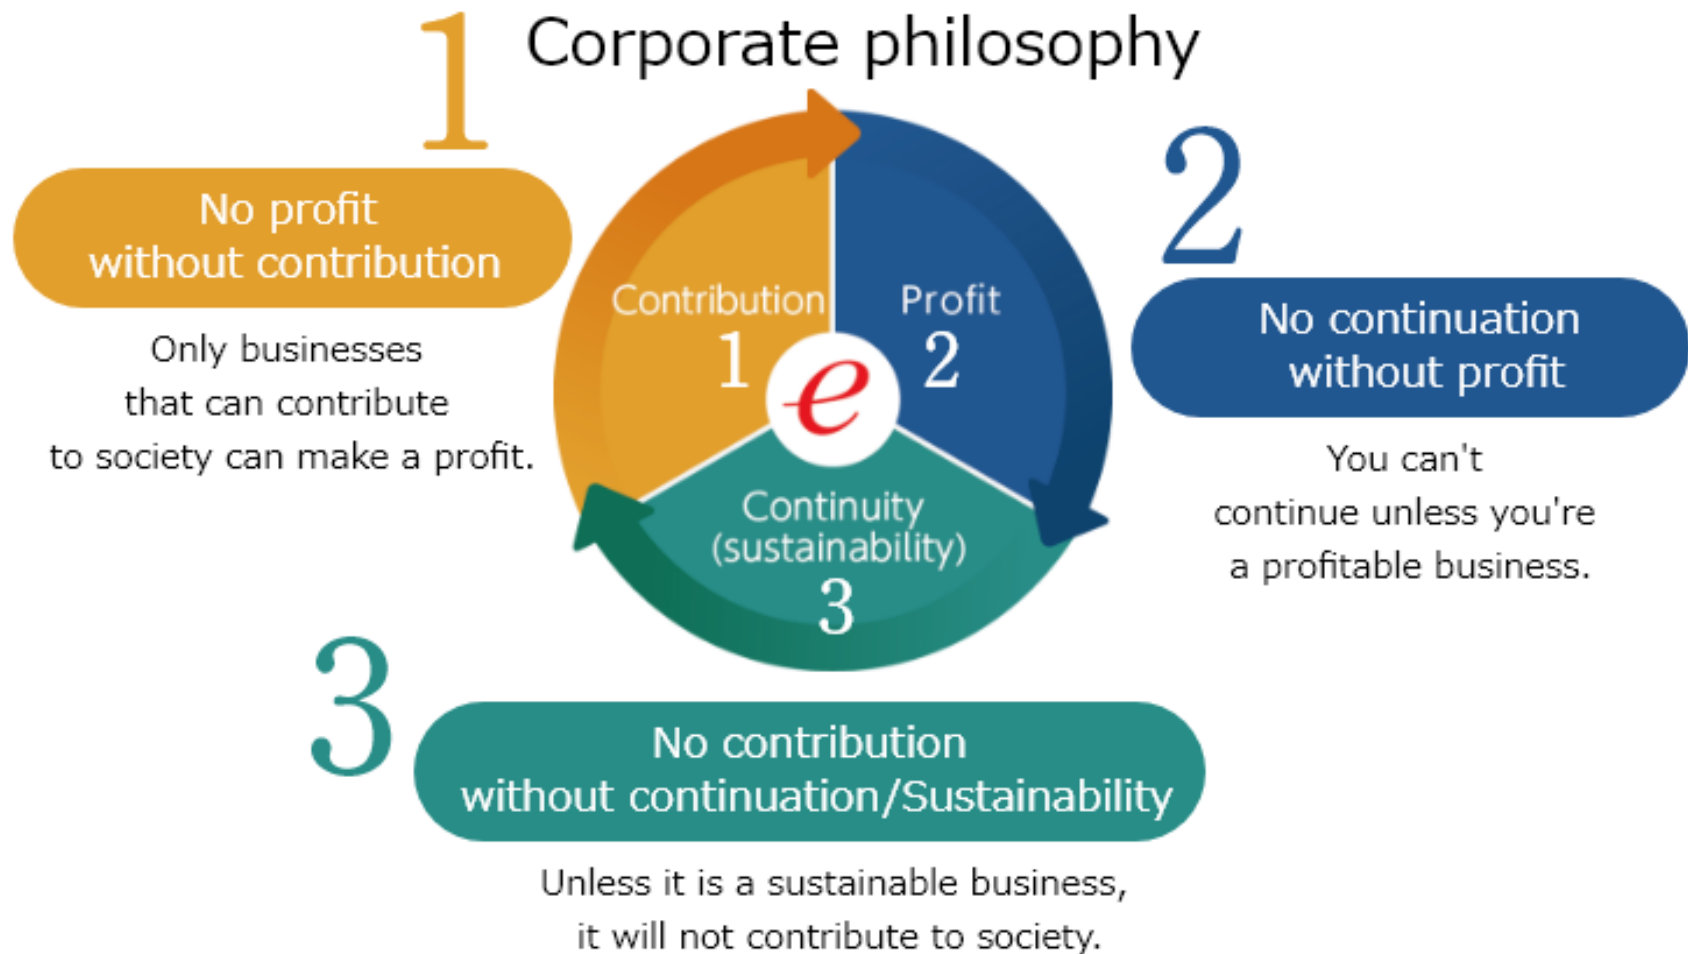 Corporate philosophy
1
No profit
without contribution
Only businesses
that can contribute
to society can make a profit.
Contribution
1
Profit
2
e
Continuity
(sustainability)
3
2
No continuation
without profit
You can't
continue unless you're
a profitable business.
3
No contribution
without continuation/Sustainability
Unless it is a sustainable business,
it will not contribute to society.